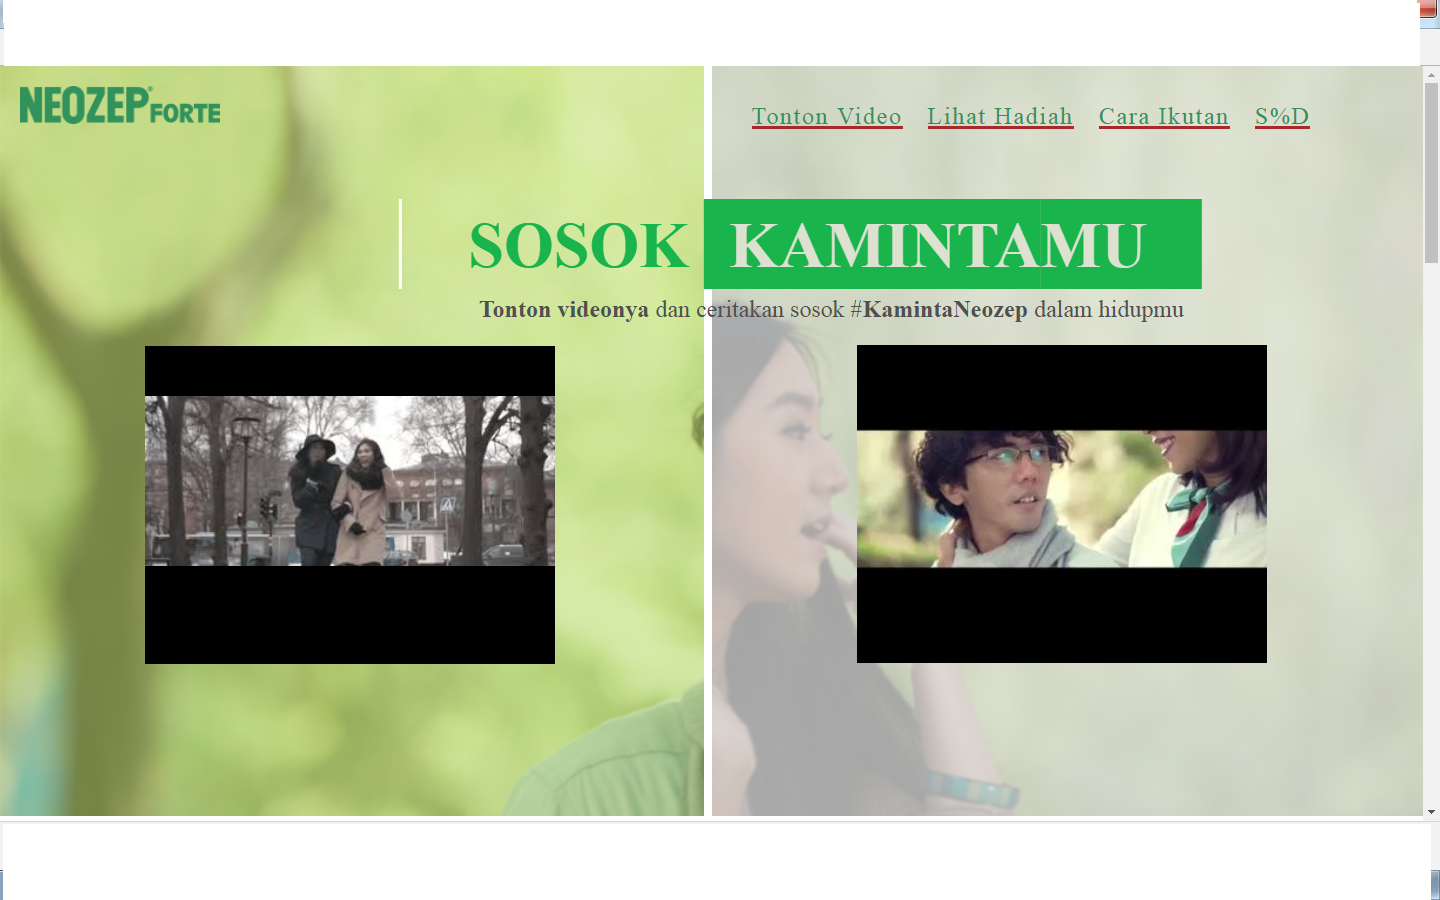 NEOZEP® FORTE
Tonton Video Lihat Hadiah Cara Ikutan S%D
SOSOK KAMINTAMU
Tonton videonya dan ceritakan sosok #KamintaNeozep dalam hidupmu